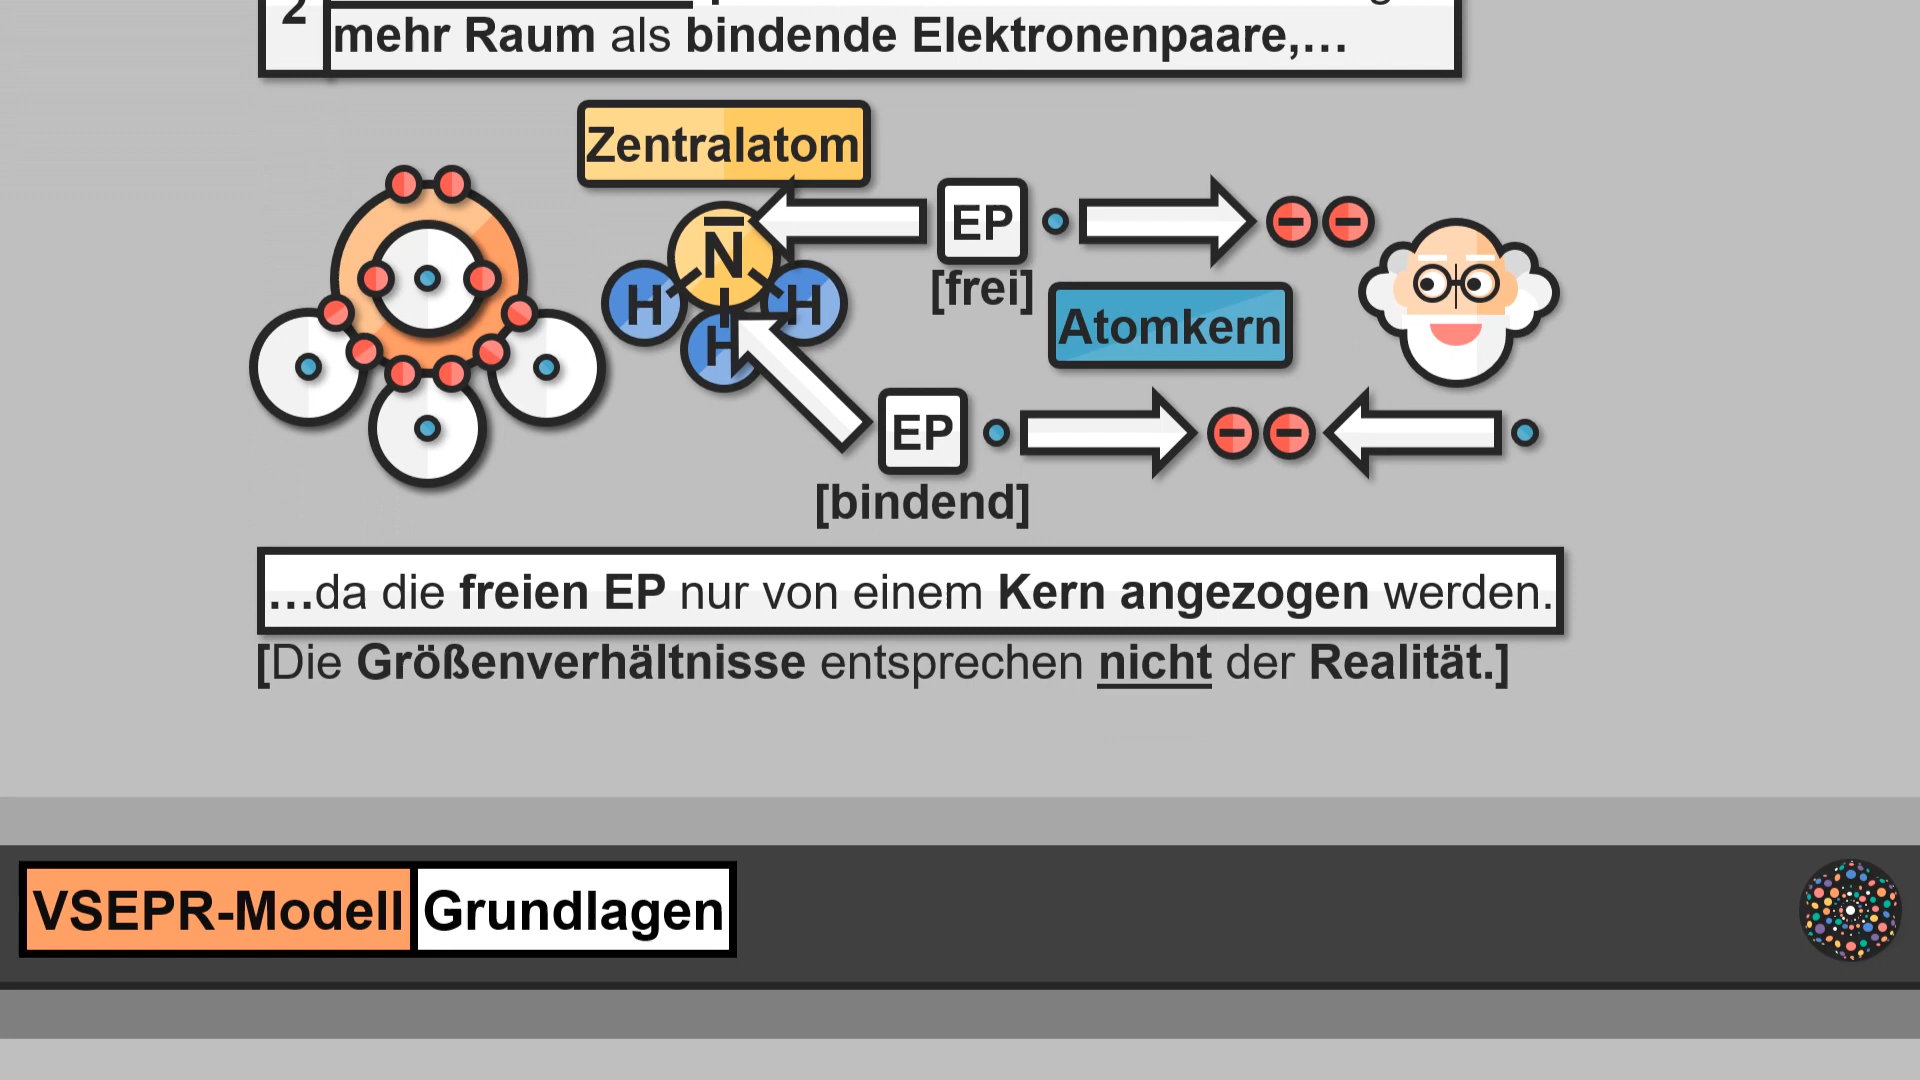 2
mehr Raum als bindende Elektronenpaare,…
Zentralatom
N
H H
H
EP
[frei]
Atomkern
EP
[bindend]
…da die freien EP nur von einem Kern angezogen werden.
[Die Größenverhältnisse entsprechen nicht der Realität.]
VSEPR-Modell Grundlagen